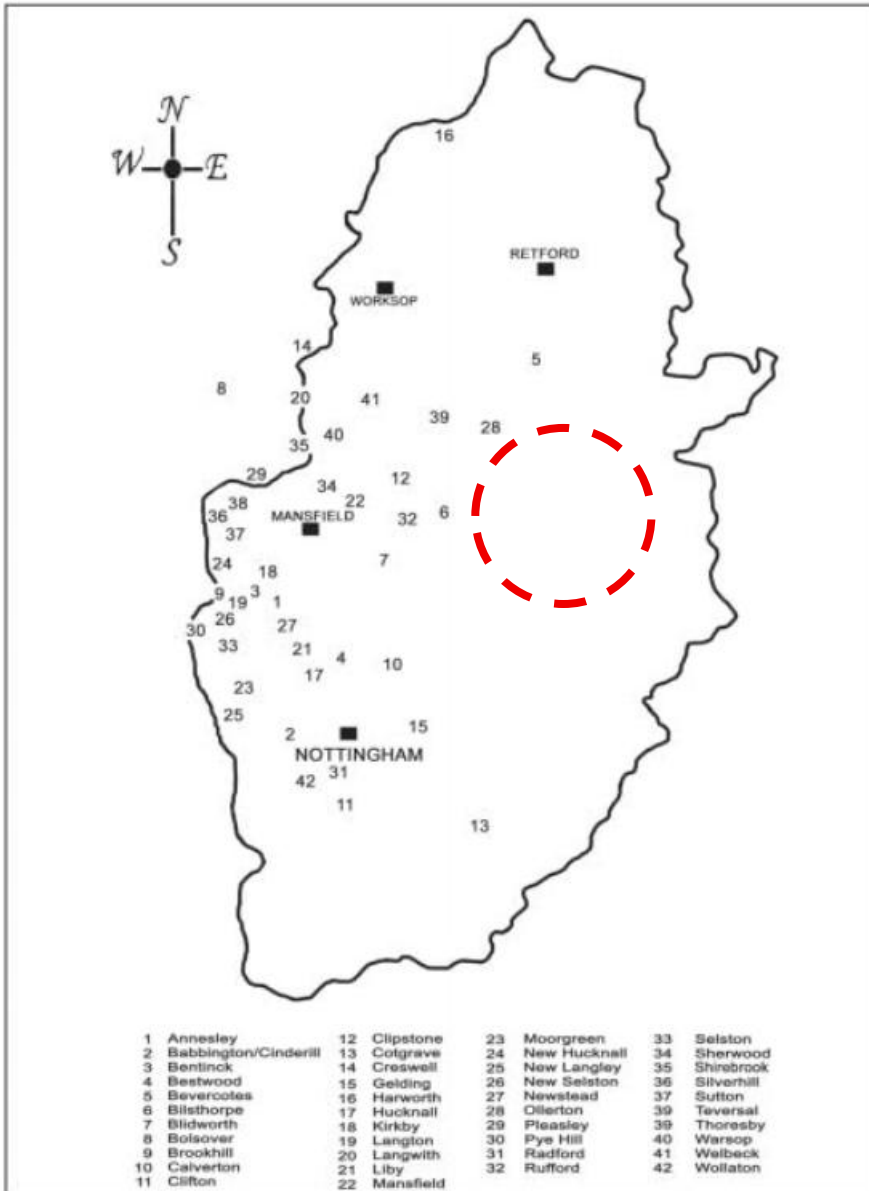 N
W E
S
16
RETFORD
WORKSOP
14
5
8
20
41
39
28
40
35
29
12
34
22
38
6
36
32
MANSFIELD
37
7
24
18
9
3
19
1
26
27
30
33
21
4
10
17
23
25
15
2
NOTTINGHAM
31
42
11
13
1 Annesley
2 Babbington/Cinderill
3 Bentinck
4 Bestwood
5 Bevercotes
6 Bilsthorpe
7 Blidworth
8 Bolsover
9 Brookhill
10 Calverton
11 Clifton
12 Clipstone
13 Cotgrave
14 Creswell
15 Gelding
16 Harworth
17 Hucknall
18 Kirkby
19 Langton
20 Langwith
21 Liby
22 Mansfield
23 Moorgreen
24 New Hucknall
25 New Langley
26 New Selston
27 Newstead
28 Ollerton
29 Pleasley
30 Pye Hill
31 Radford
32 Rufford
33 Selston
34 Sherwood
35 Shirebrook
36 Silverhill
37 Sutton
39 Teversal
39 Thoresby
40 Warsop
41 Welbeck
42 Wollaton